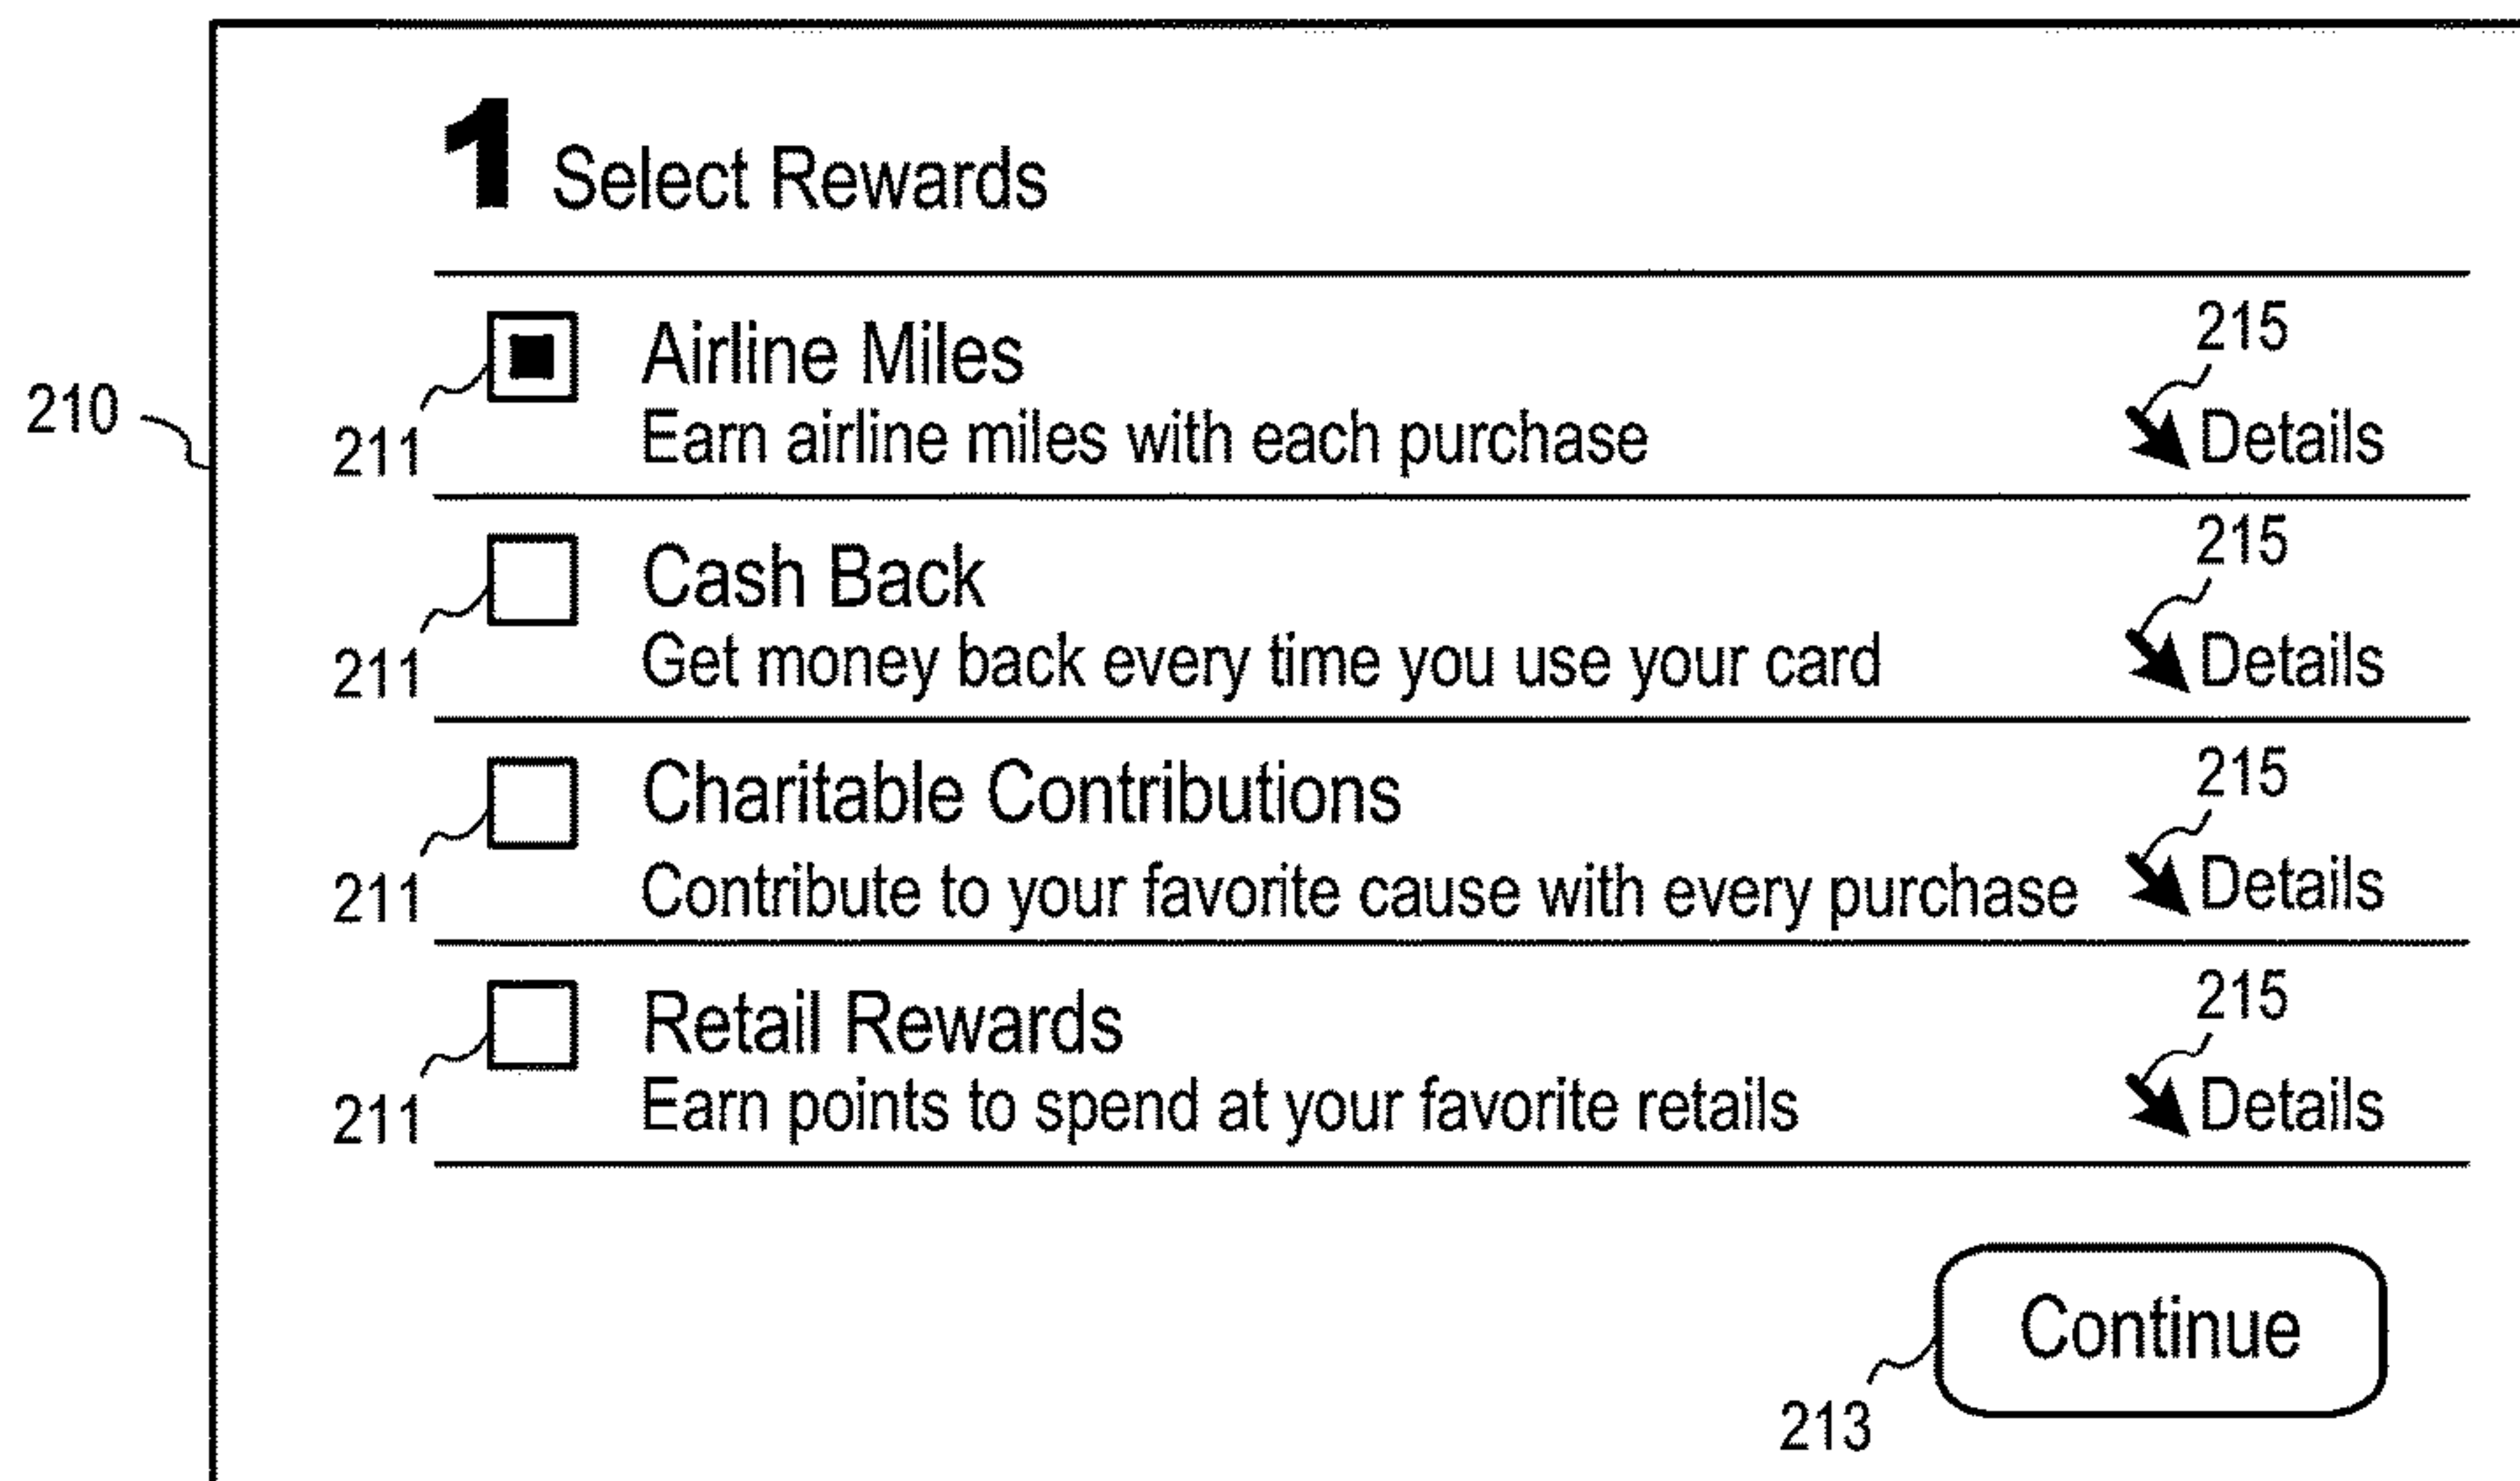 1 Select Rewards
215
Airline Miles
210
211
Earn airline miles with each purchase
Details
215
Cash Back
211
Get money back every time you use your card
Details
215
Charitable Contributions
211
Contribute to your favorite cause with every purchase
Details
215
Retail Rewards
211
Earn points to spend at your favorite retails
Details
Continue
213